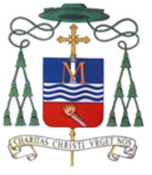 M
CHARITAS CHRISTI VRGET NOS